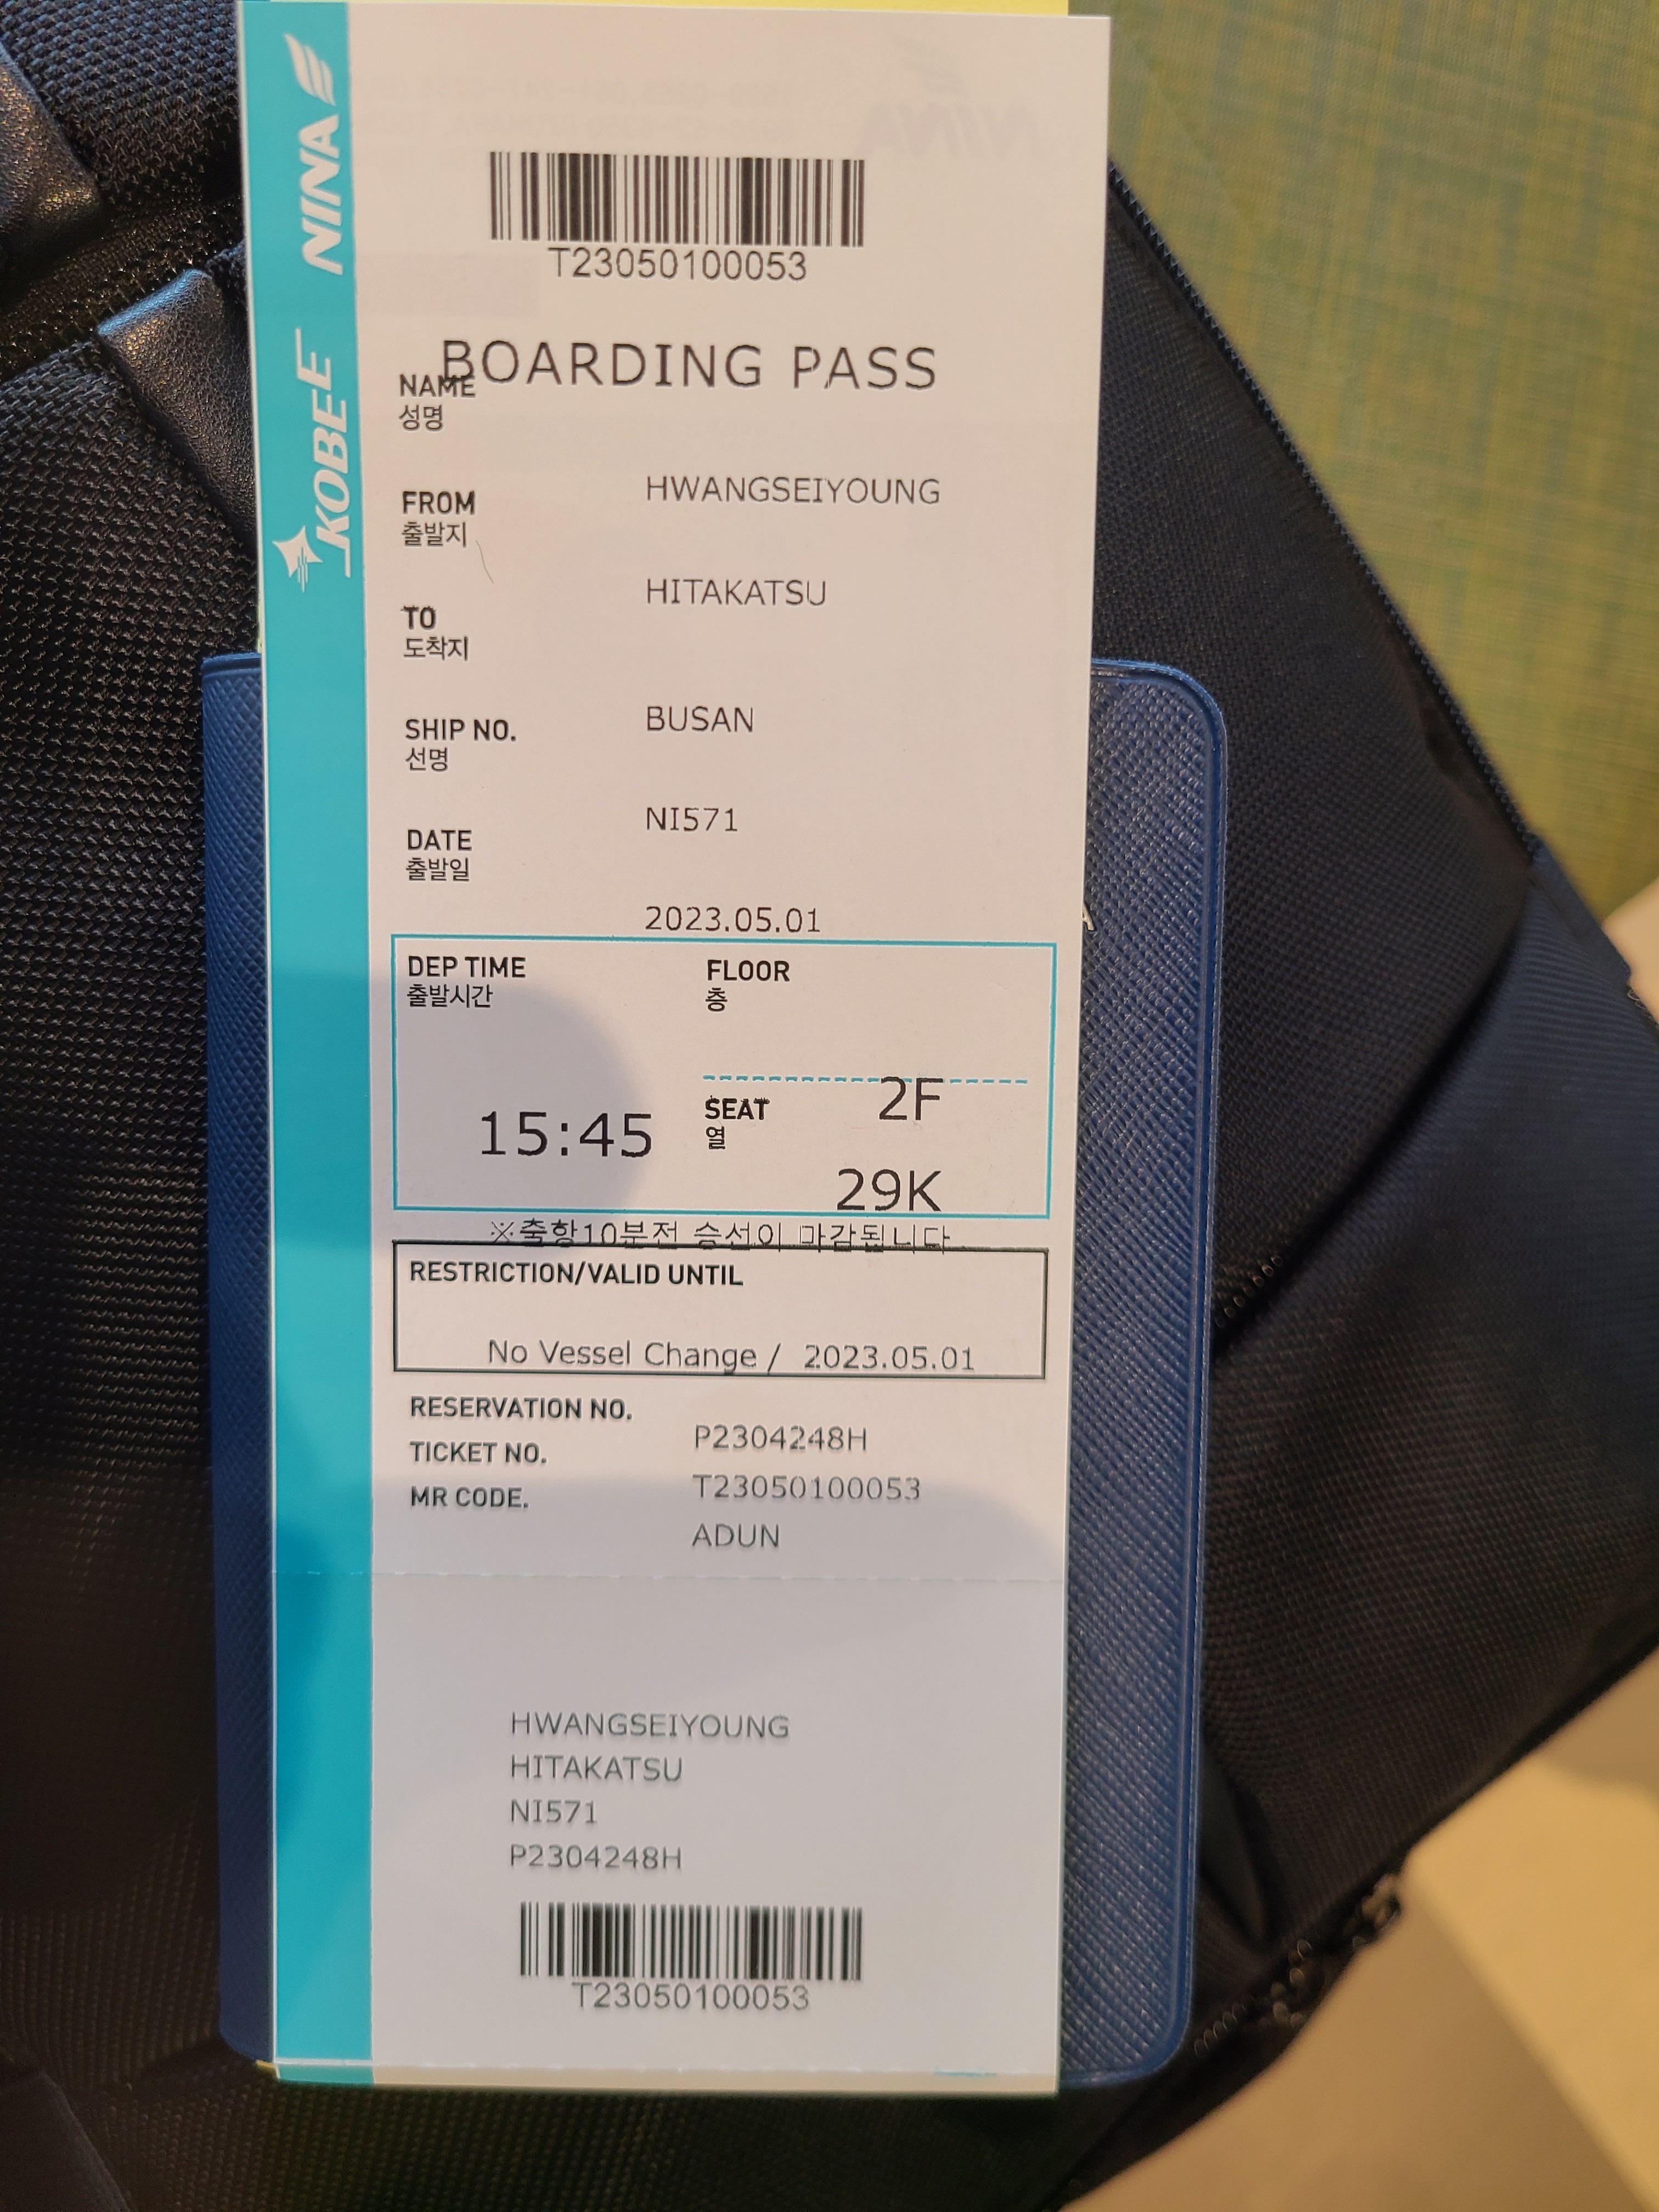 NINA
KOBEE
T23050100053
BOARDING PASS
NAME
성명
HWANGSEIYOUNG
FROM
출발지
HITAKATSU
TO
도착지
BUSAN
SHIP NO.
선명
NI571
DATE
출발일
2023.05.01
DEP TIME
출발시간
15:45
FLOOR
층
2F
SEAT
열
29K
※출항10분전 승선이 마감됩니다.
RESTRICTION/VALID UNTIL
No Vessel Change / 2023.05.01
RESERVATION NO.
P2304248H
TICKET NO.
T23050100053
MR CODE.
ADUN
HWANGSEIYOUNG
HITAKATSU
NI571
P2304248H
T23050100053